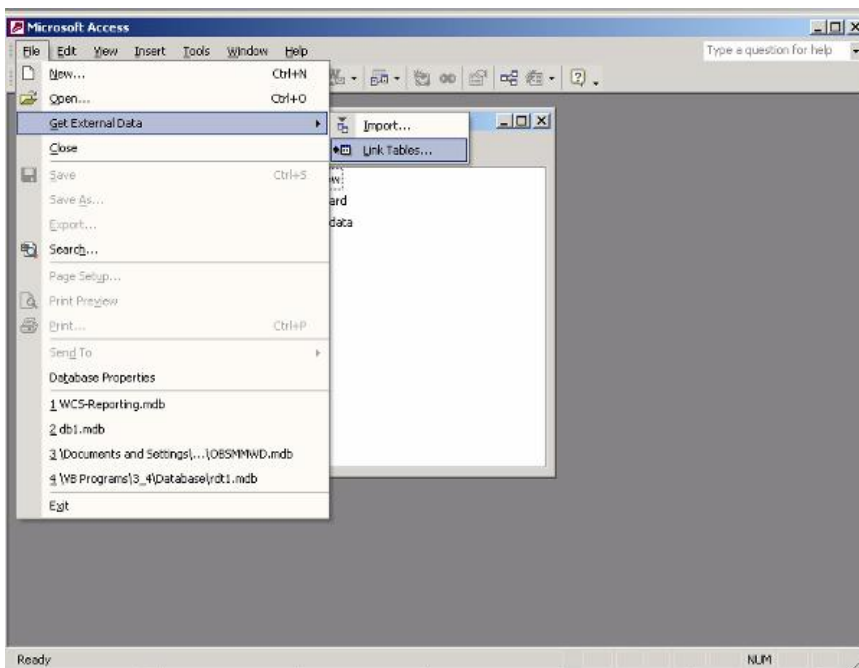 Microsoft Access
File Edit View Insert Tools Window Help
Type a question for help
New... Ctrl+N
Open... Ctrl+O
Get External Data
Import...
Link Tables...
Close
Save Ctrl+S
Save As...
ard
Export...
data
Search...
Page Setup...
Print Preview
Print... Ctrl+P
Send To
Database Properties
1 WCS-Reporting.mdb
2 db1.mdb
3 \Documents and Settings\...\OBSMMWD.mdb
4 \VB Programs\3_4\Database\rdt1.mdb
Exit
Ready NUM